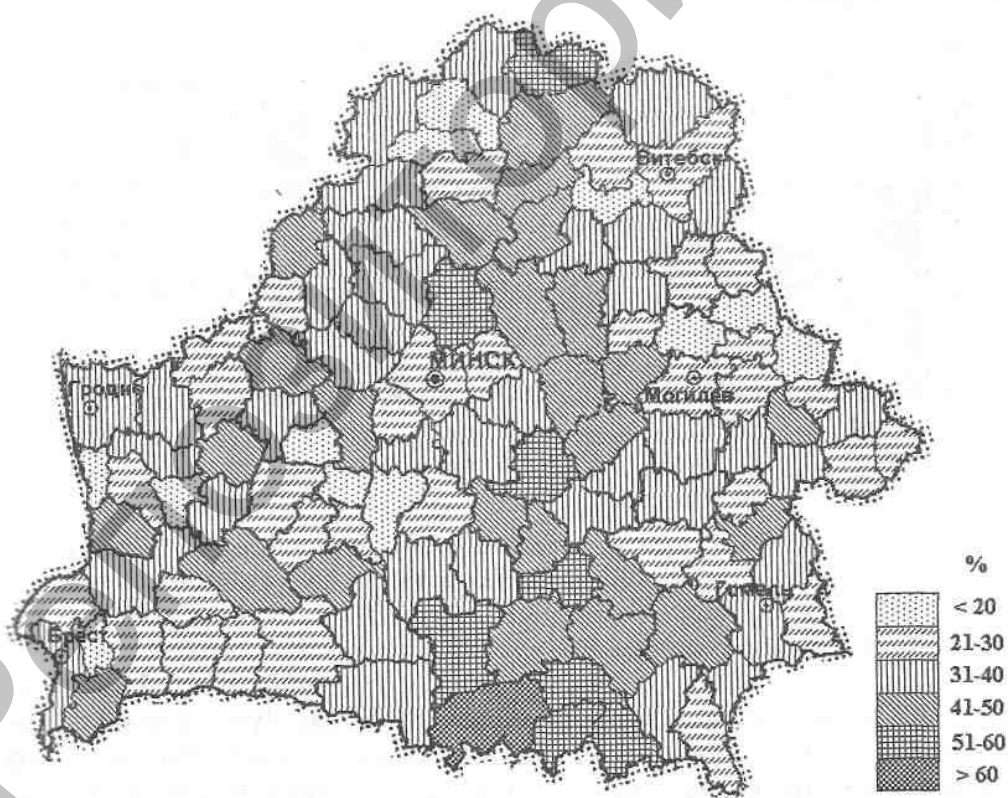 Витебск
МИНСК
Гродно
Могилев
Гомель
Брест
%
< 20
21-30
31-40
41-50
51-60
> 60